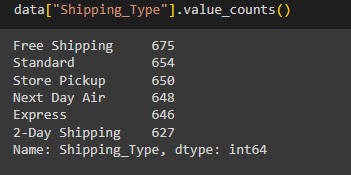 data["Shipping_Type"].value_counts()
Free Shipping     675
Standard          654
Store Pickup      650
Next Day Air      648
Express           646
2-Day Shipping    627
Name: Shipping_Type, dtype: int64